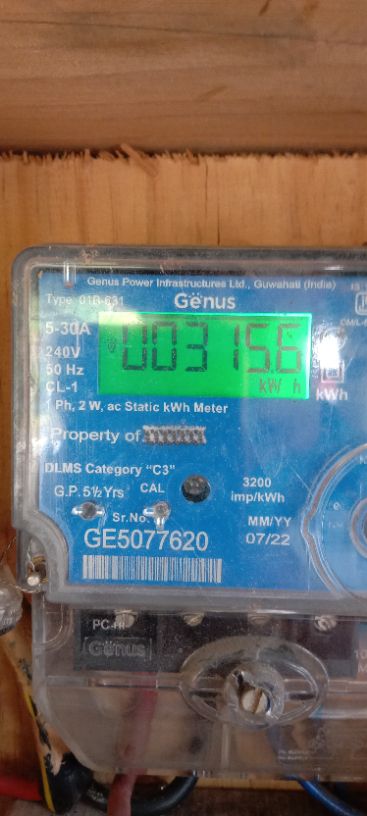 Genus Power Infrastructures Ltd., Guwahati (India)
Genus
5-30A
00315.6
kW h
240V
50 Hz
CL-1
kWh
1 Ph, 2 W, ac Static kWh Meter
Property of
DLMS Category "C3"
G.P. 5½ Yrs
CAL
3200
imp/kWh
Sr.No.
MM/YY
GE5077620
07/22
Genus